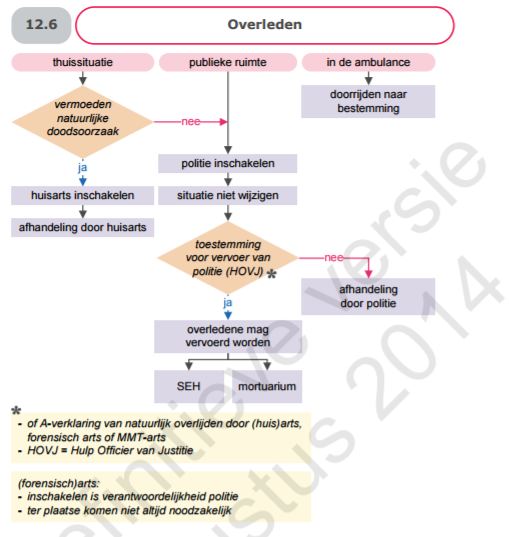 12.6
Overleden
thuissituatie
publieke ruimte
in de ambulance
vermoeden
natuurlijke
doodsoorzaak
nee
doorrijden naar
bestemming
ja
politie inschakelen
huisarts inschakelen
situatie niet wijzigen
afhandeling door huisarts
toestemming
voor vervoer van
politie (HOVJ) *
nee
ja
afhandeling
door politie
overledene mag
vervoerd worden
SEH
mortuarium
*
- of A-verklaring van natuurlijk overlijden door (huis)arts,
forensisch arts of MMT-arts
- HOVJ = Hulp Officier van Justitie
(forensisch)arts:
- inschakelen is verantwoordelijkheid politie
- ter plaatse komen niet altijd noodzakelijk
versie
2014